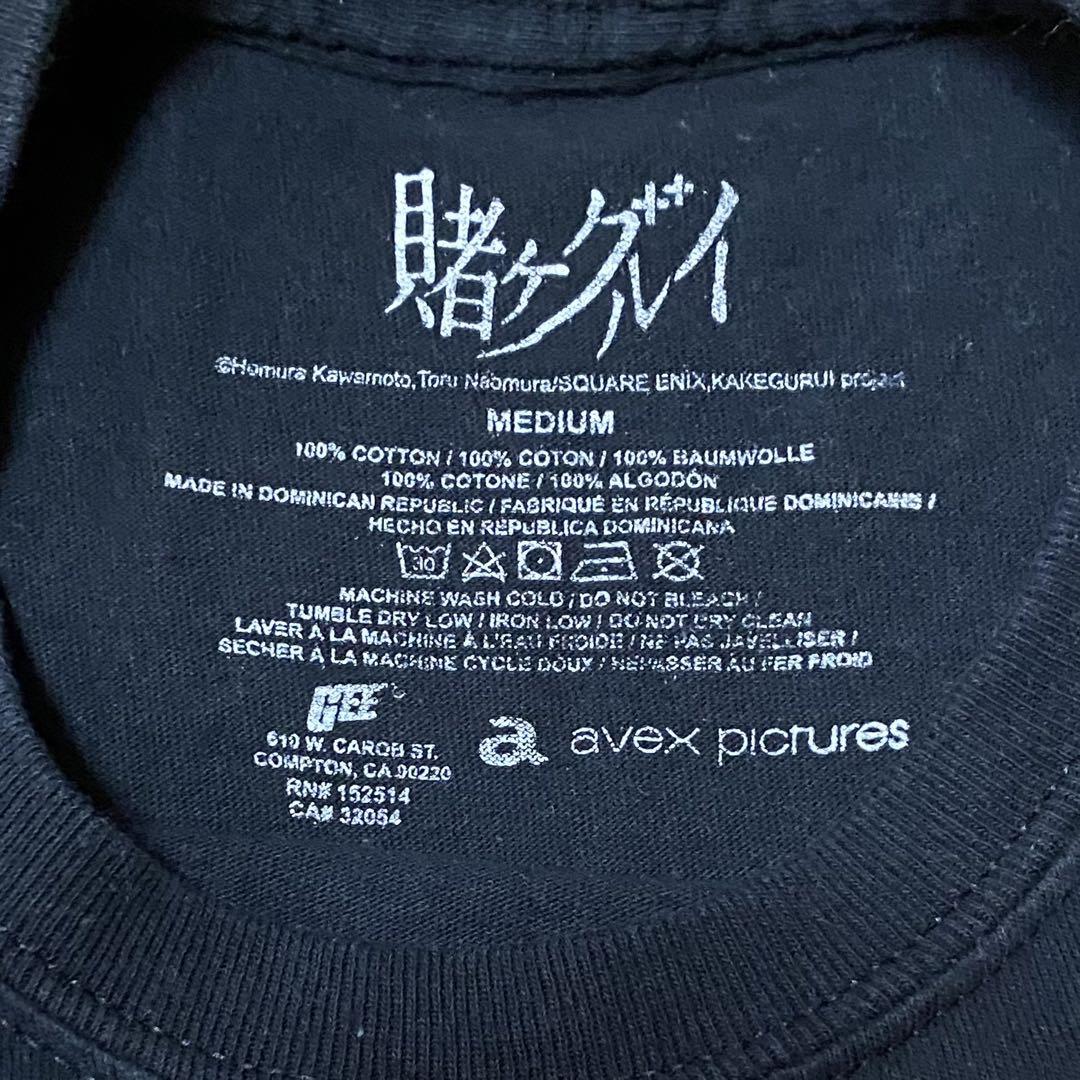 賭ケグルイ
©Homura Kawamoto,Toru Naomura/SQUARE ENIX,KAKEGURUI project
MEDIUM
100% COTTON / 100% COTON / 100% BAUMWOLLE
100% COTONE / 100% ALGODÓN
MADE IN DOMINICAN REPUBLIC / FABRIQUÉ EN RÉPUBLIQUE DOMINICAINE /
HECHO EN REPUBLICA DOMINICANA
30
MACHINE WASH COLD / DO NOT BLEACH /
TUMBLE DRY LOW / IRON LOW / DO NOT DRY CLEAN
LAVER À LA MACHINE À L'EAU FROIDE / NE PAS JAVELLISER /
SECHER À LA MACHINE CYCLE DOUX / REPASSER AU FER FROID
GEE
610 W. CAROB ST.
COMPTON, CA 90220
RN# 152514
CA# 32054
a avex pictures